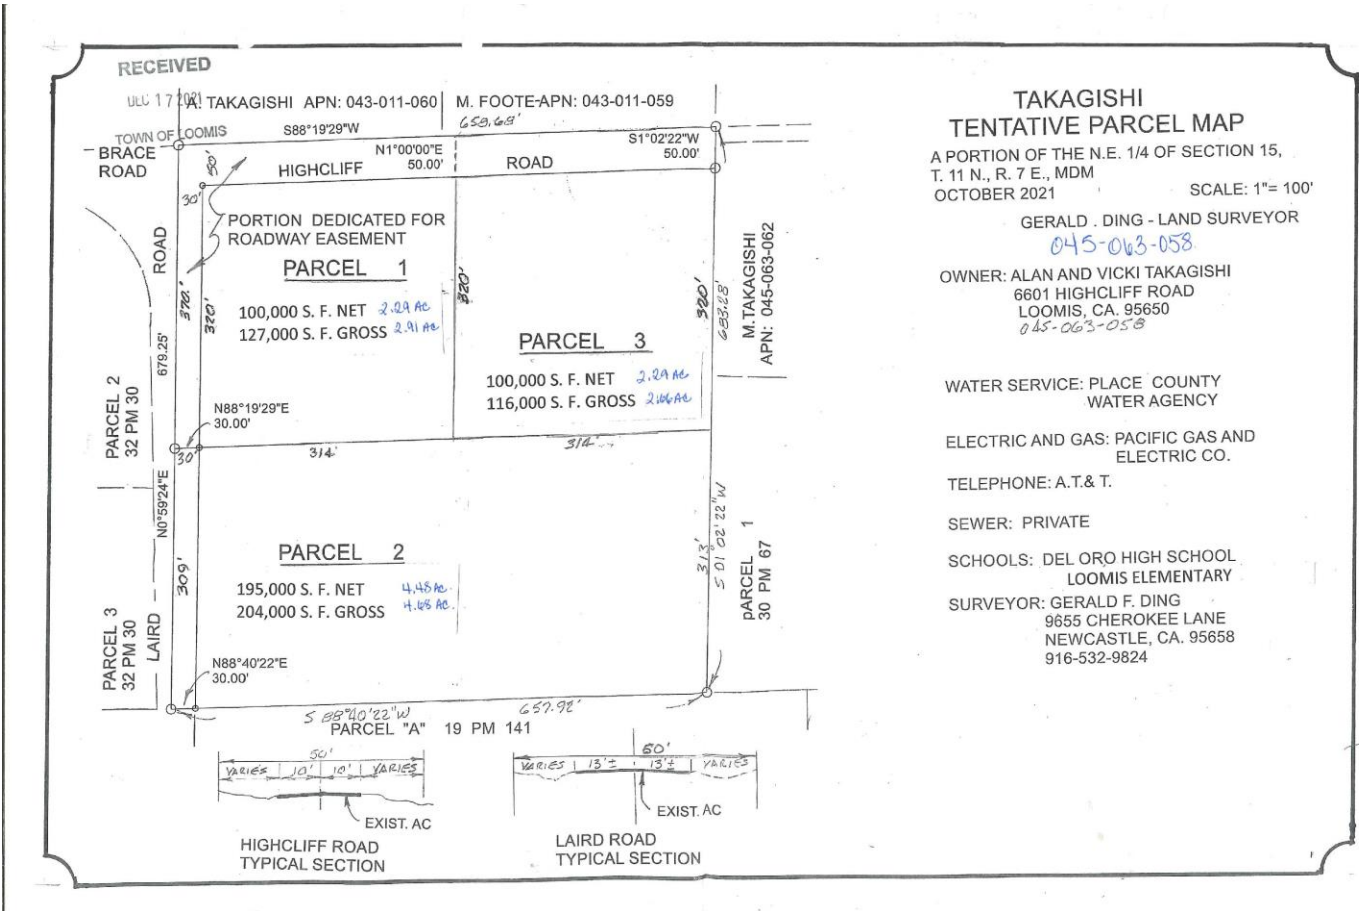 RECEIVED
DEC 17 2021
TOWN OF LOOMIS
A. TAKAGISHI APN: 043-011-060
M. FOOTE-APN: 043-011-059
659.68'
S88°19'29"W
BRACE
ROAD
N1°00'00"E
50.00'
S1°02'22"W
50.00'
HIGHCLIFF
ROAD
50'
30'
PORTION DEDICATED FOR
ROADWAY EASEMENT
ROAD
PARCEL 1
100,000 S. F. NET 2.29 AC
127,000 S. F. GROSS 2.91 AC
370.'
320'
320'
320'
683.28'
M.TAKAGISHI
APN: 045-063-062
PARCEL 3
100,000 S. F. NET 2.29 AC
116,000 S. F. GROSS 2.66 AC
679.25'
PARCEL 2
32 PM 30
N88°19'29"E
30.00'
30'
314'
314'
N0°59'24"E
PARCEL 2
195,000 S. F. NET 4.48 AC
204,000 S. F. GROSS 4.68 AC
309'
313'
S 01° 02' 22" W
pARCEL 1
30 PM 67
PARCEL 3
32 PM 30
LAIRD
N88°40'22"E
30.00'
S 88°40'22"W
657.92'
PARCEL "A" 19 PM 141
50'
VARIES 10' 10' VARIES
EXIST. AC
HIGHCLIFF ROAD
TYPICAL SECTION
60'
VARIES 13'± 13'± VARIES
EXIST. AC
LAIRD ROAD
TYPICAL SECTION
TAKAGISHI
TENTATIVE PARCEL MAP
A PORTION OF THE N.E. 1/4 OF SECTION 15,
T. 11 N., R. 7 E., MDM
OCTOBER 2021 SCALE: 1"= 100'
GERALD . DING - LAND SURVEYOR
045-063-058
OWNER: ALAN AND VICKI TAKAGISHI
6601 HIGHCLIFF ROAD
LOOMIS, CA. 95650
045-063-058
WATER SERVICE: PLACE COUNTY
WATER AGENCY
ELECTRIC AND GAS: PACIFIC GAS AND
ELECTRIC CO.
TELEPHONE: A.T.& T.
SEWER: PRIVATE
SCHOOLS: DEL ORO HIGH SCHOOL
LOOMIS ELEMENTARY
SURVEYOR: GERALD F. DING
9655 CHEROKEE LANE
NEWCASTLE, CA. 95658
916-532-9824